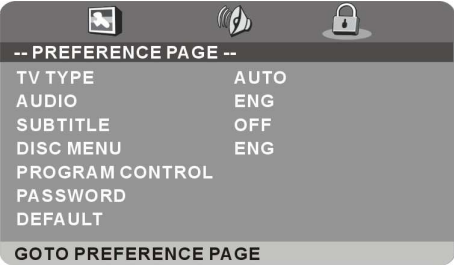 -- PREFERENCE PAGE --
TV TYPE AUTO
AUDIO ENG
SUBTITLE OFF
DISC MENU ENG
PROGRAM CONTROL
PASSWORD
DEFAULT
GOTO PREFERENCE PAGE